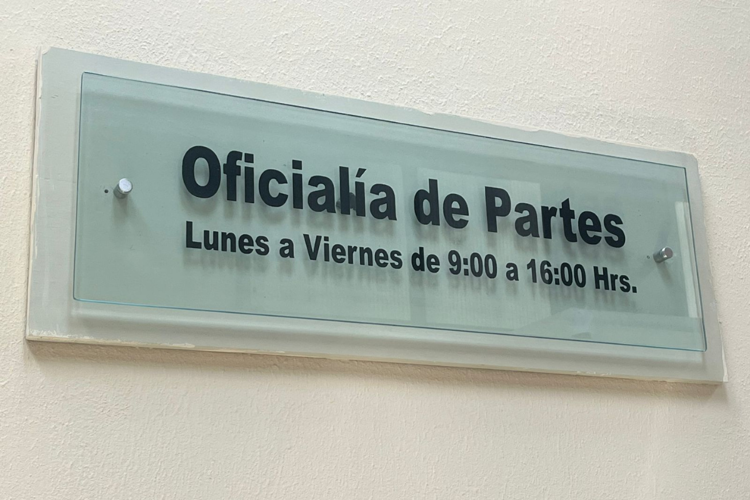 Oficialía de Partes
Lunes a Viernes de 9:00 a 16:00 Hrs.